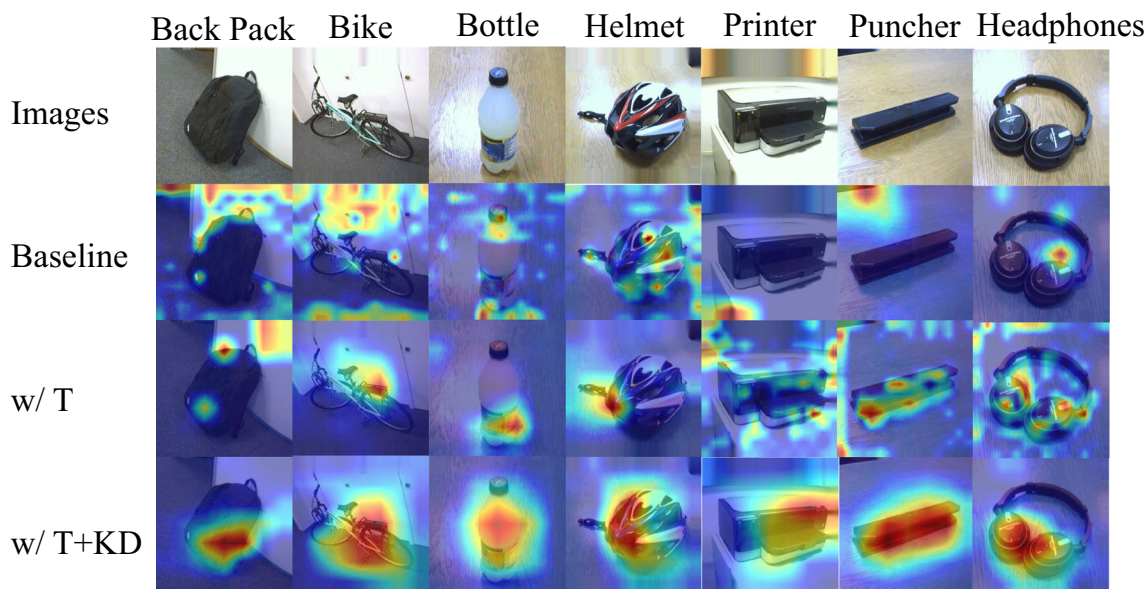 Back Pack Bike Bottle Helmet Printer Puncher Headphones
Images
Baseline
w/ T
w/ T+KD